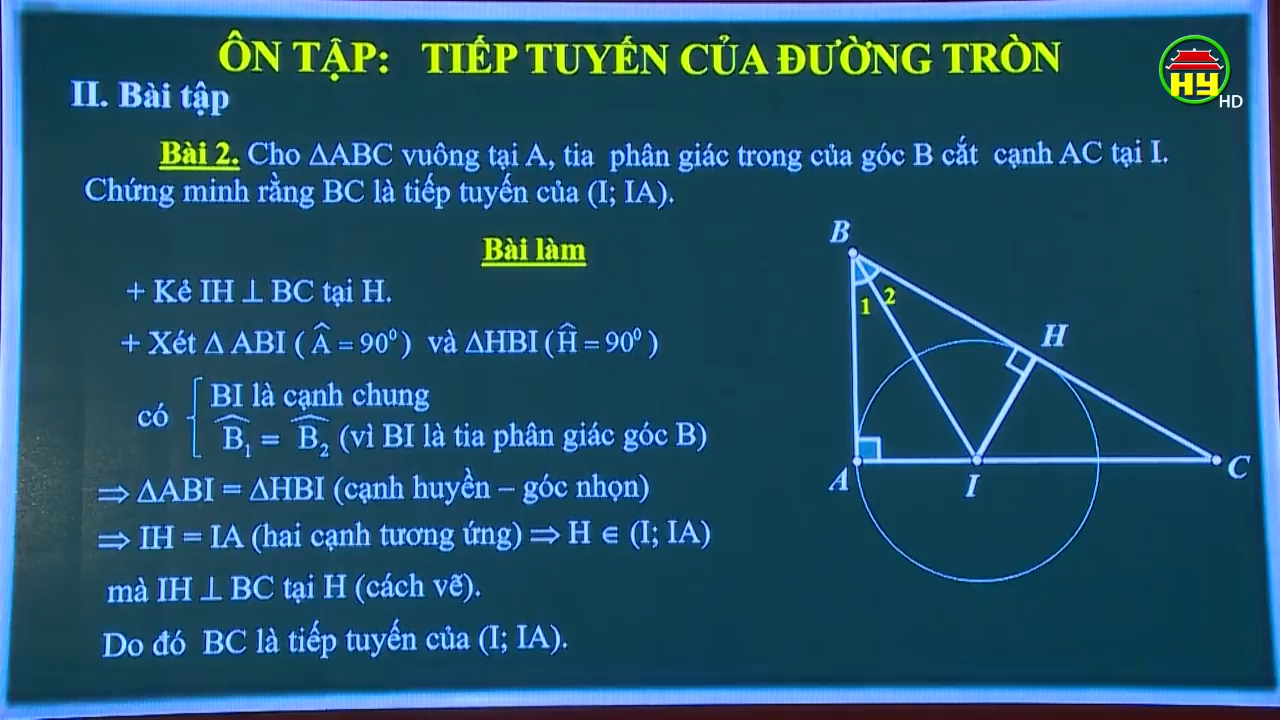 ÔN TẬP: TIẾP TUYẾN CỦA ĐƯỜNG TRÒN
HY
HD
II. Bài tập
Bài 2. Cho ΔABC vuông tại A, tia phân giác trong của góc B cắt cạnh AC tại I.
Chứng minh rằng BC là tiếp tuyến của (I; IA).
Bài làm
+ Kẻ IH ⊥ BC tại H.
+ Xét Δ ABI ( Â = 90⁰ ) và ΔHBI ( Ĥ = 90⁰ )
có { BI là cạnh chung
B̂₁ = B̂₂ (vì BI là tia phân giác góc B)
⇒ ΔABI = ΔHBI (cạnh huyền – góc nhọn)
⇒ IH = IA (hai cạnh tương ứng) ⇒ H ∈ (I; IA)
mà IH ⊥ BC tại H (cách vẽ).
Do đó BC là tiếp tuyến của (I; IA).
B
1 2
H
A
I
C